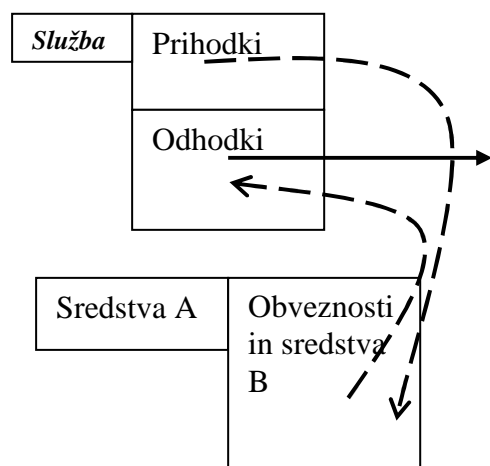 Služba
Prihodki
Odhodki
Sredstva A
Obveznosti
in sredstva
B